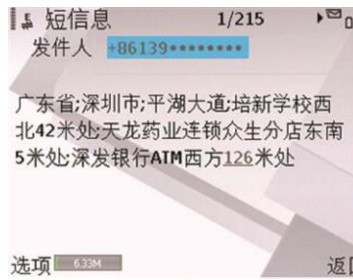 短信息 1/215
发件人 +86139********
广东省;深圳市;平湖大道;培新学校西
北42米处;天龙药业连锁众生分店东南
5米处;深发银行ATM西方126米处
选项 6.33M 返回